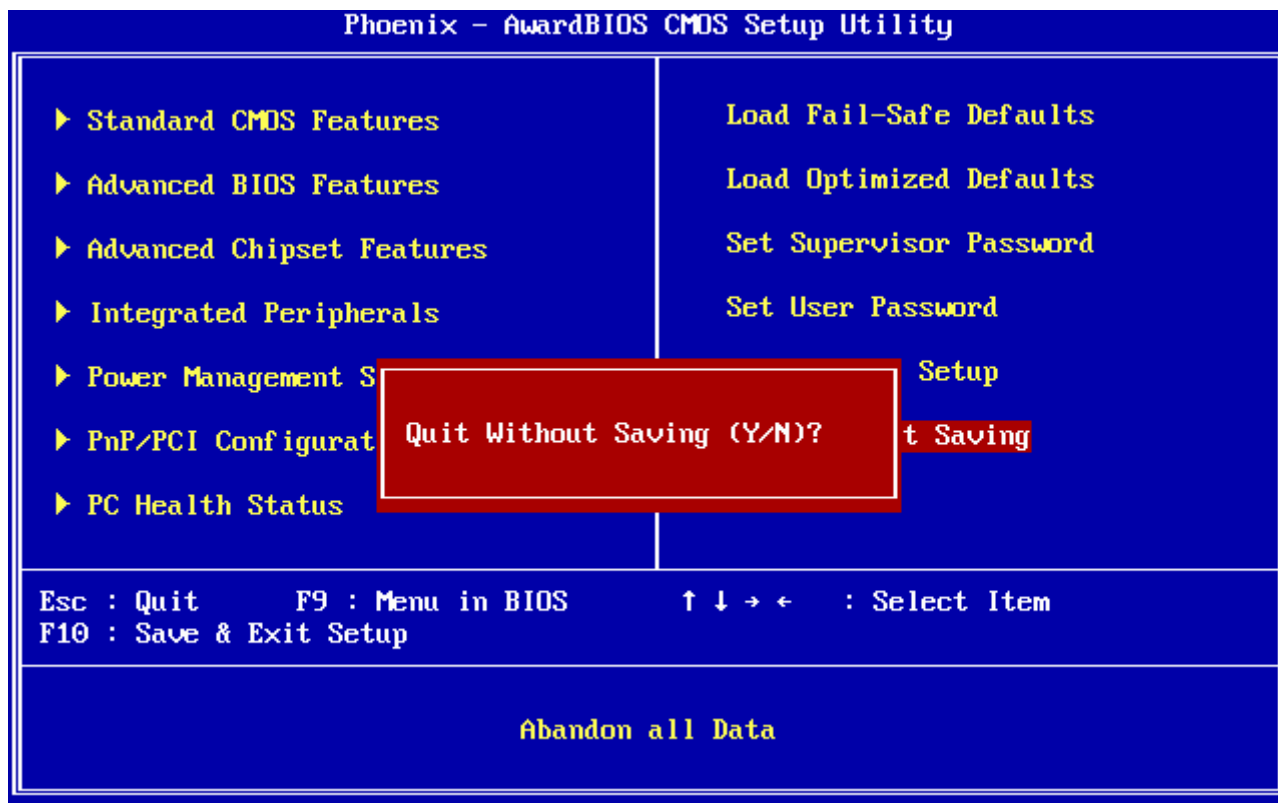 Phoenix - AwardBIOS CMOS Setup Utility
Standard CMOS Features
Advanced BIOS Features
Advanced Chipset Features
Integrated Peripherals
Power Management S
PnP/PCI Configurat
PC Health Status
Load Fail-Safe Defaults
Load Optimized Defaults
Set Supervisor Password
Set User Password
Setup
t Saving
Quit Without Saving (Y/N)?
Esc : Quit F9 : Menu in BIOS ↑ ↓ → ← : Select Item
F10 : Save & Exit Setup
Abandon all Data